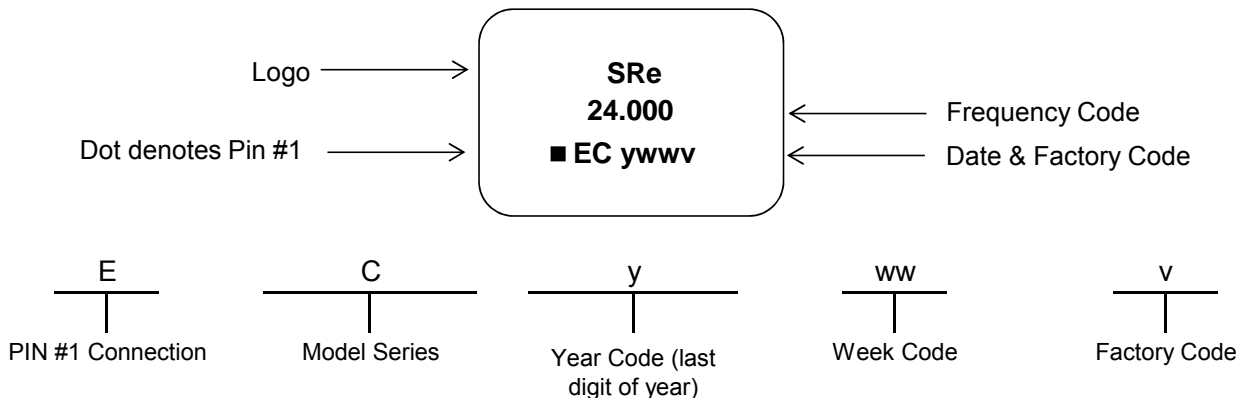 Logo
SRe
24.000
Frequency Code
Dot denotes Pin #1
■ EC ywwv
Date & Factory Code
E
C
y
ww
v
PIN #1 Connection
Model Series
Year Code (last
digit of year)
Week Code
Factory Code